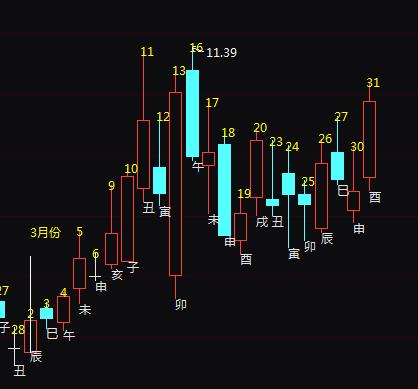 27
子
28
丑
3月份
2
辰
3
巳
4
午
5
未
6
申
9
亥
10
子
11
丑
12
寅
13
卯
16
11.39
午
17
未
18
申
19
酉
20
戌
23
丑
24
寅
25
卯
26
辰
27
巳
30
申
31
酉